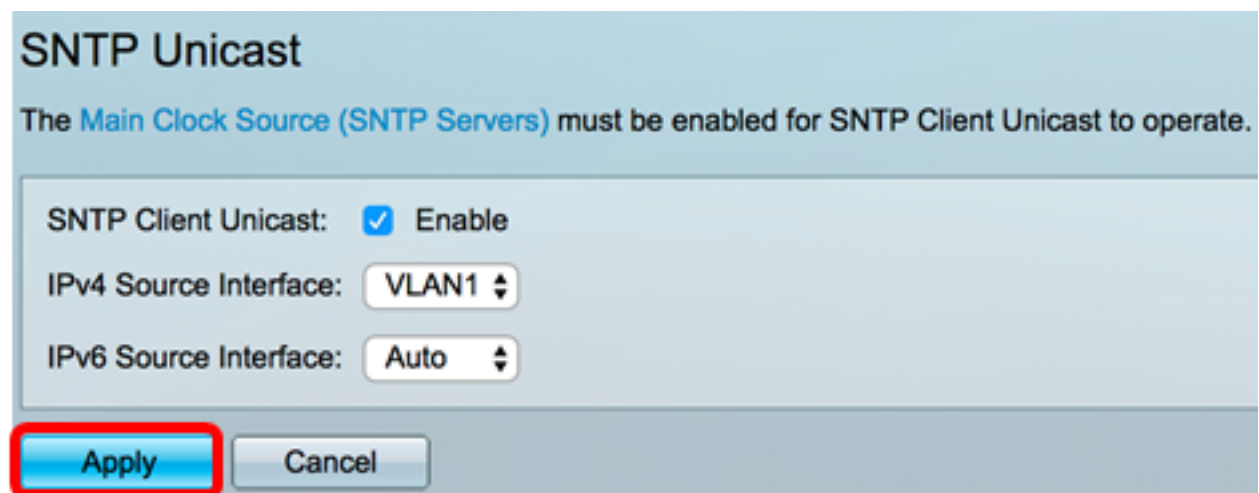 SNTP Unicast
The Main Clock Source (SNTP Servers) must be enabled for SNTP Client Unicast to operate.
SNTP Client Unicast: Enable
IPv4 Source Interface: VLAN1
IPv6 Source Interface: Auto
Apply Cancel